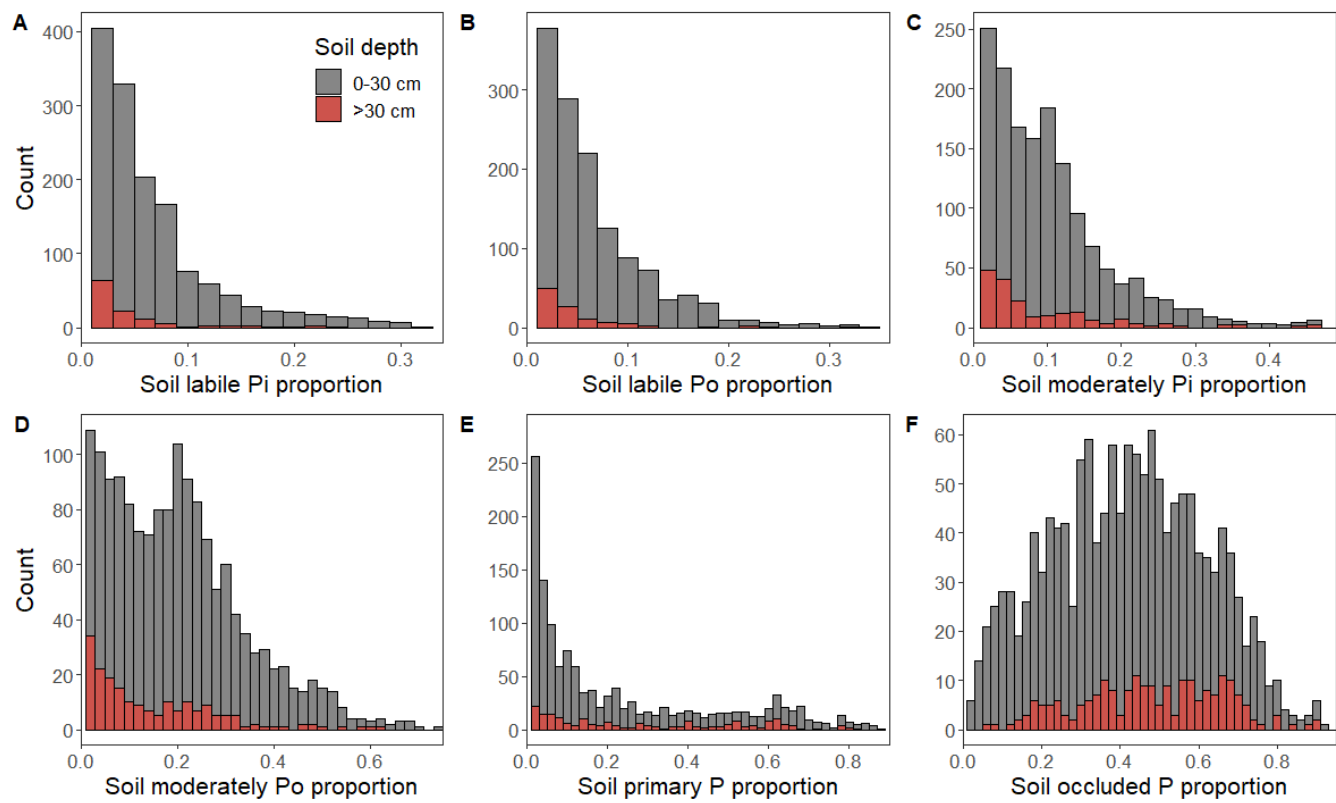 A
Soil depth
0-30 cm
>30 cm
Count
400
300
200
100
0
0.0 0.1 0.2 0.3
Soil labile Pi proportion
B
300
200
100
0
0.0 0.1 0.2 0.3
Soil labile Po proportion
C
250
200
150
100
50
0
0.0 0.1 0.2 0.3 0.4
Soil moderately Pi proportion
D
Count
100
80
60
40
20
0
0.0 0.2 0.4 0.6
Soil moderately Po proportion
E
250
200
150
100
50
0
0.0 0.2 0.4 0.6 0.8
Soil primary P proportion
F
60
50
40
30
20
10
0
0.0 0.2 0.4 0.6 0.8
Soil occluded P proportion